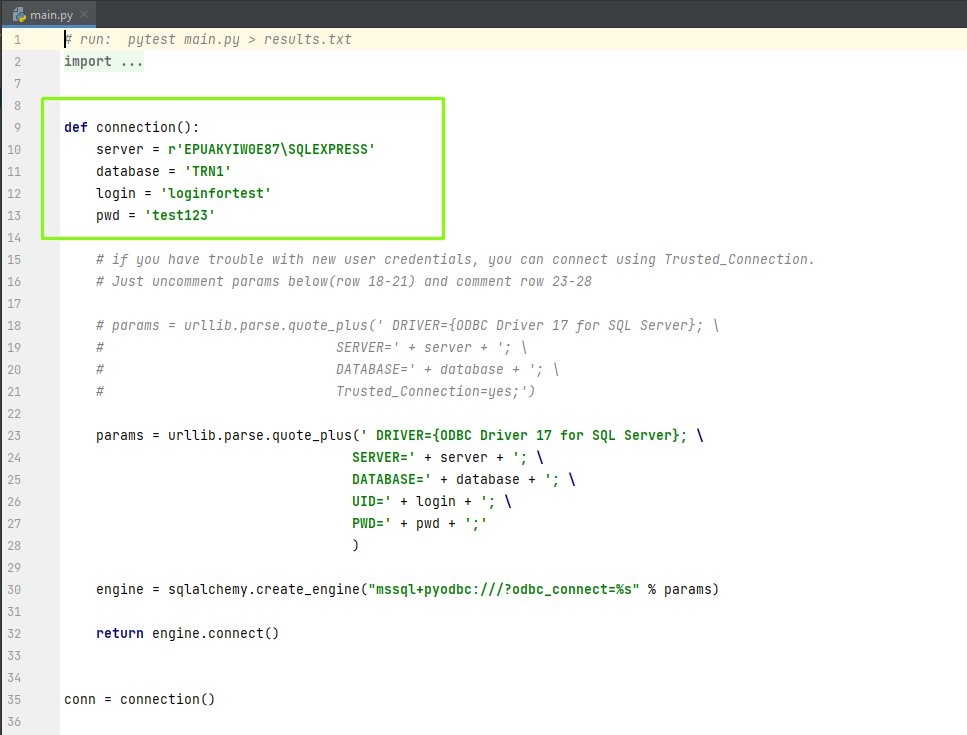 main.py
1 # run:  pytest main.py > results.txt
2 import ...
7
8
9 def connection():
10     server = r'EPUAKYIW0E87\SQLEXPRESS'
11     database = 'TRN1'
12     login = 'loginfortest'
13     pwd = 'test123'
14
15     # if you have trouble with new user credentials, you can connect using Trusted_Connection.
16     # Just uncomment params below(row 18-21) and comment row 23-28
17
18     # params = urllib.parse.quote_plus(' DRIVER={ODBC Driver 17 for SQL Server}; \
19     #                             SERVER=' + server + '; \
20     #                             DATABASE=' + database + '; \
21     #                             Trusted_Connection=yes;')
22
23     params = urllib.parse.quote_plus(' DRIVER={ODBC Driver 17 for SQL Server}; \
24                                     SERVER=' + server + '; \
25                                     DATABASE=' + database + '; \
26                                     UID=' + login + '; \
27                                     PWD=' + pwd + ';'
28                                     )
29
30     engine = sqlalchemy.create_engine("mssql+pyodbc:///?odbc_connect=%s" % params)
31
32     return engine.connect()
33
34
35 conn = connection()
36